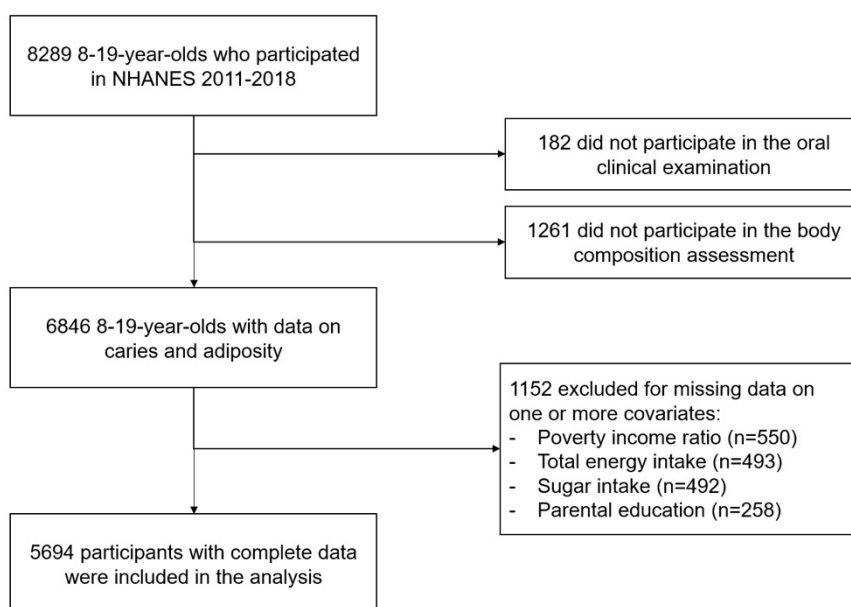 8289 8-19-year-olds who participated
in NHANES 2011-2018
182 did not participate in the oral
clinical examination
1261 did not participate in the body
composition assessment
6846 8-19-year-olds with data on
caries and adiposity
1152 excluded for missing data on
one or more covariates:
- Poverty income ratio (n=550)
- Total energy intake (n=493)
- Sugar intake (n=492)
- Parental education (n=258)
5694 participants with complete data
were included in the analysis